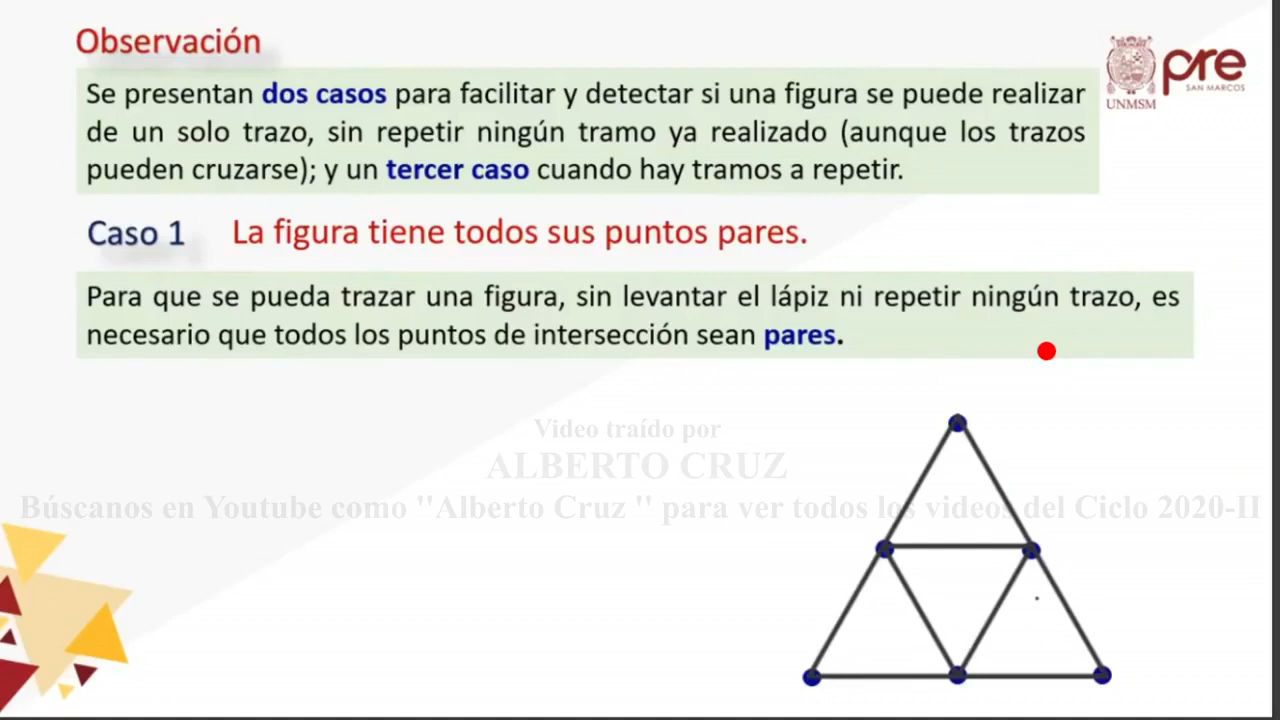 Observación
pre
SAN MARCOS
UNMSM
Se presentan dos casos para facilitar y detectar si una figura se puede realizar
de un solo trazo, sin repetir ningún tramo ya realizado (aunque los trazos
pueden cruzarse); y un tercer caso cuando hay tramos a repetir.
Caso 1 La figura tiene todos sus puntos pares.
Para que se pueda trazar una figura, sin levantar el lápiz ni repetir ningún trazo, es
necesario que todos los puntos de intersección sean pares.
Video traído por
ALBERTO CRUZ
Búscanos en Youtube como "Alberto Cruz " para ver todos los videos del Ciclo 2020-II